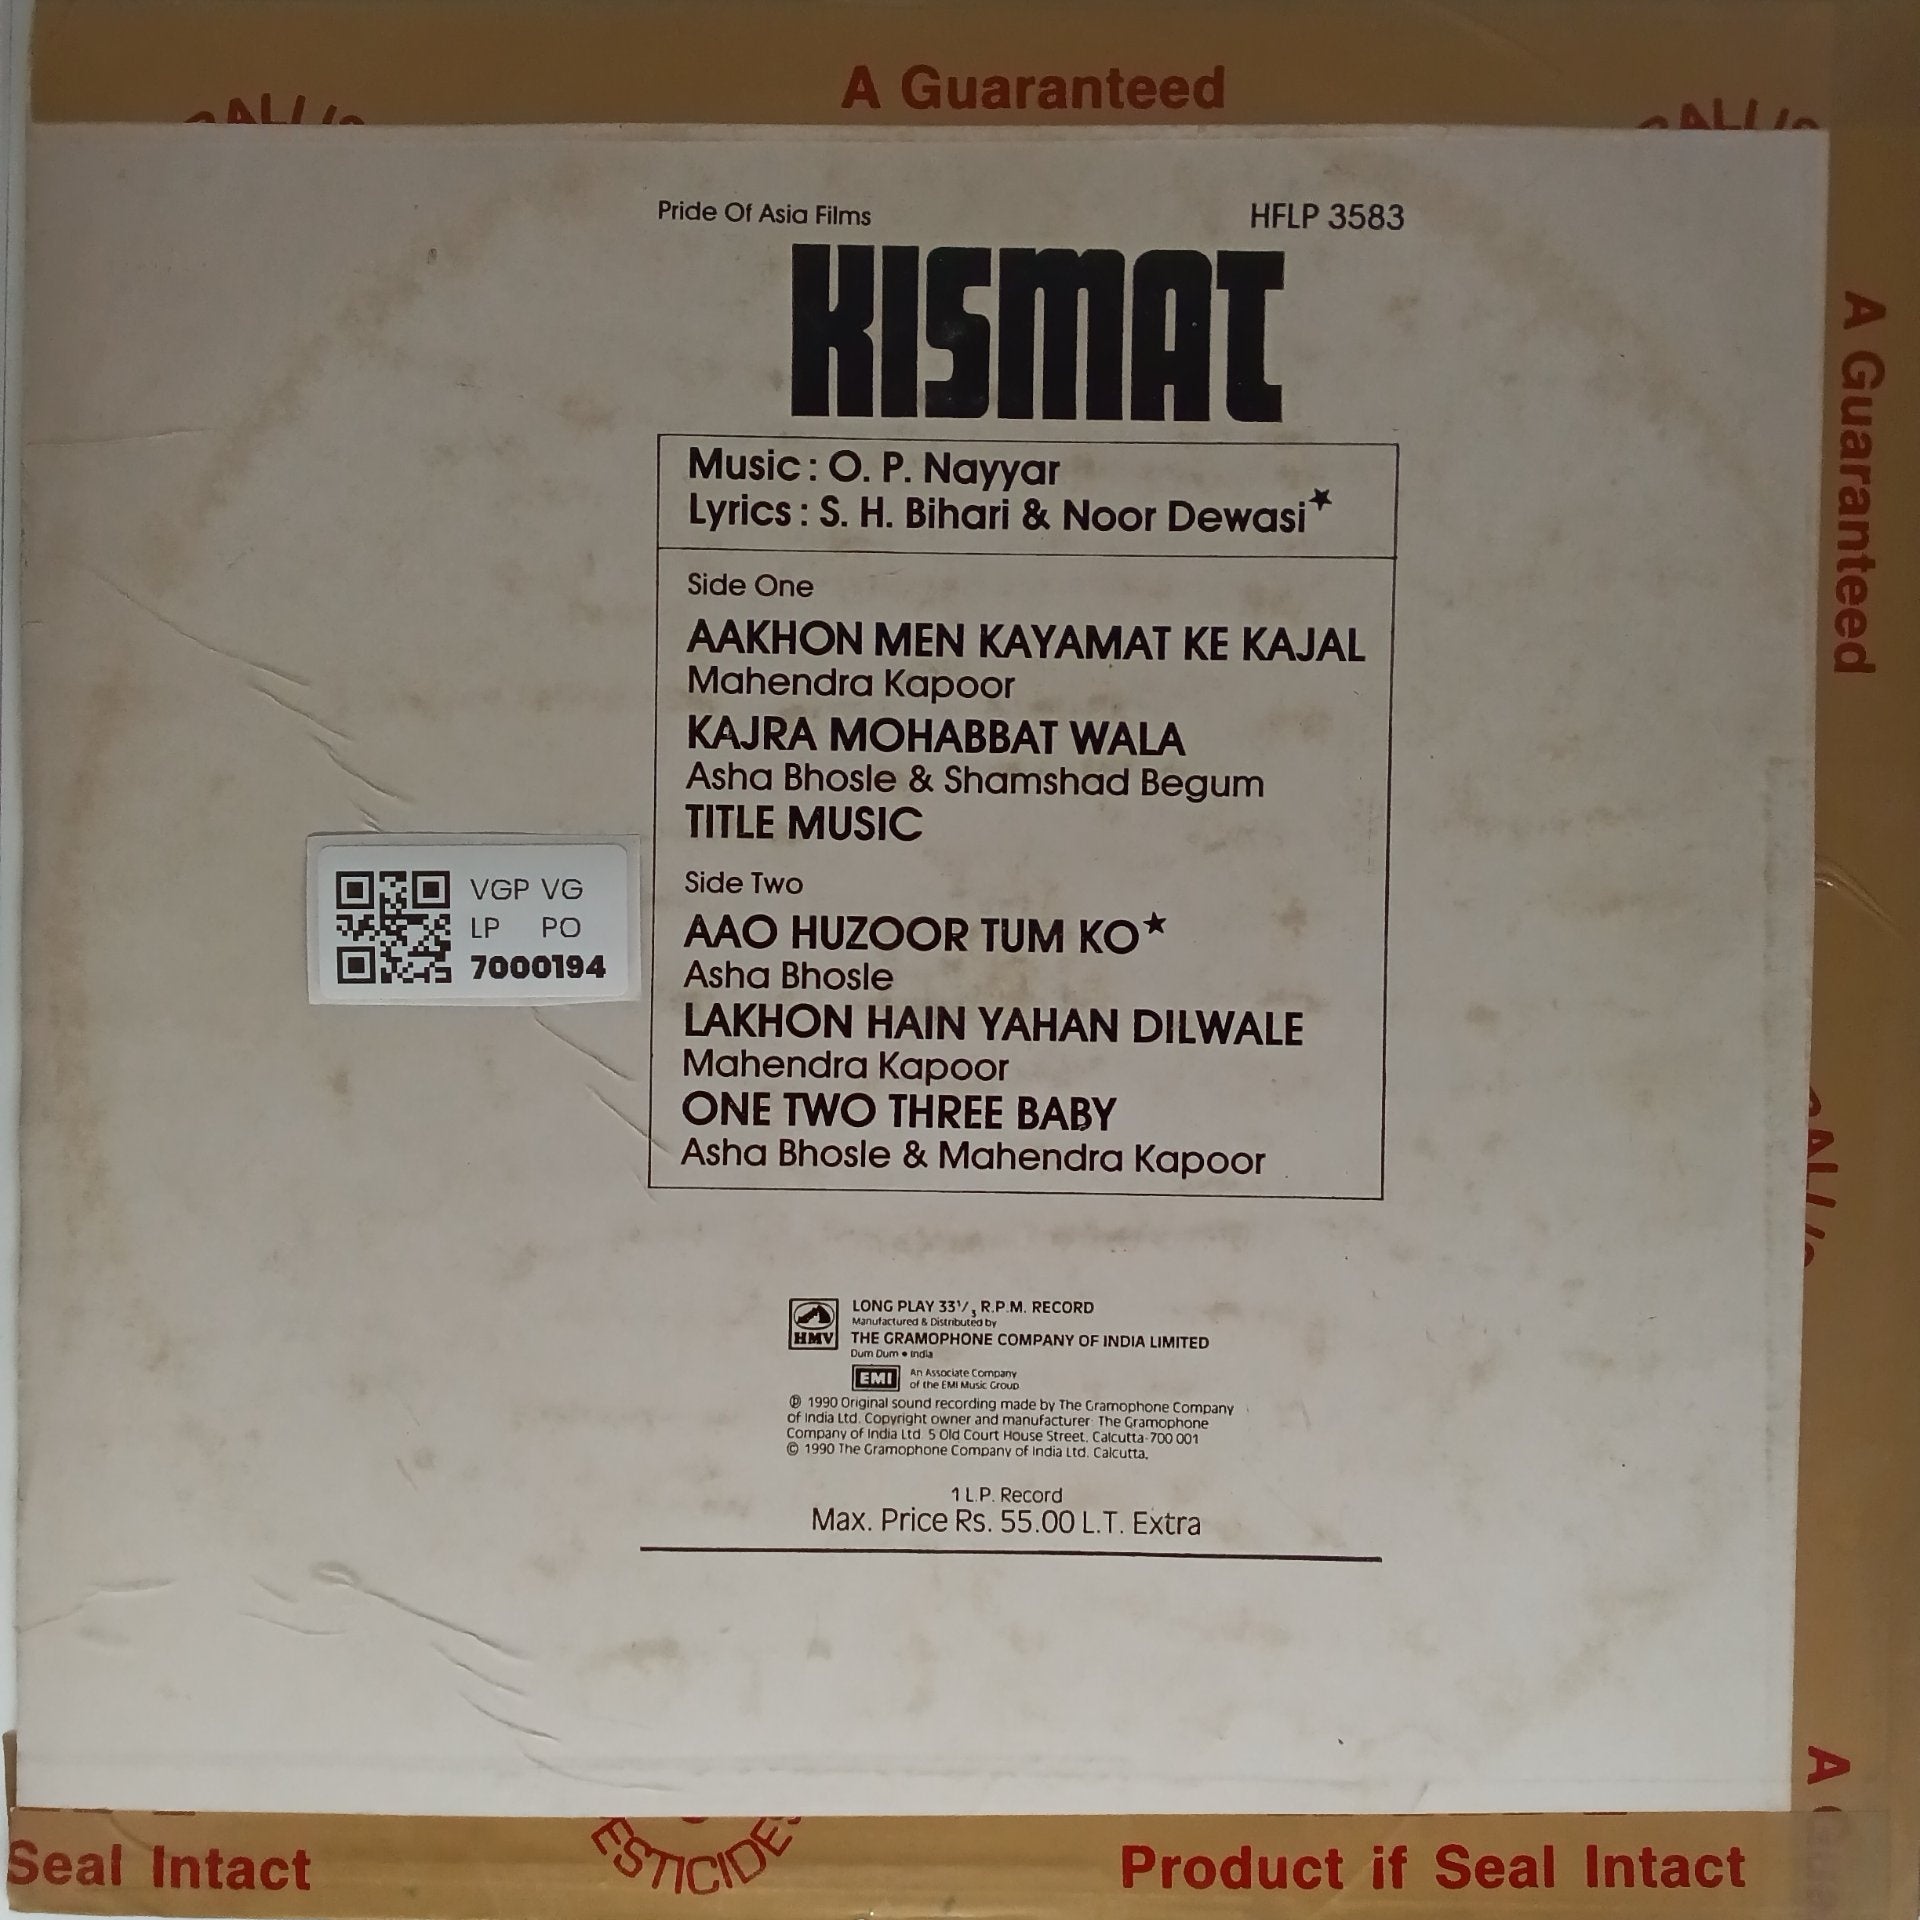 A Guaranteed
Pride Of Asia Films
HFLP 3583
KISMAT
Music : O. P. Nayyar
Lyrics : S. H. Bihari & Noor Dewasi★
Side One
AAKHON MEN KAYAMAT KE KAJAL
Mahendra Kapoor
KAJRA MOHABBAT WALA
Asha Bhosle & Shamshad Begum
TITLE MUSIC
Side Two
AAO HUZOOR TUM KO★
Asha Bhosle
LAKHON HAIN YAHAN DILWALE
Mahendra Kapoor
ONE TWO THREE BABY
Asha Bhosle & Mahendra Kapoor
VGP VG
LP PO
7000194
HMV
LONG PLAY 33⅓ R.P.M. RECORD
Manufactured & Distributed by
THE GRAMOPHONE COMPANY OF INDIA LIMITED
Dum Dum • India
EMI
An Associate Company
of the EMI Music Group
℗ 1990 Original sound recording made by The Gramophone Company
of India Ltd. Copyright owner and manufacturer: The Gramophone
Company of India Ltd. 5 Old Court House Street, Calcutta-700 001
© 1990 The Gramophone Company of India Ltd. Calcutta.
1 L.P. Record
Max. Price Rs. 55.00 L.T. Extra
A Guaranteed
A
Seal Intact
ESTICIDES
Product if Seal Intact